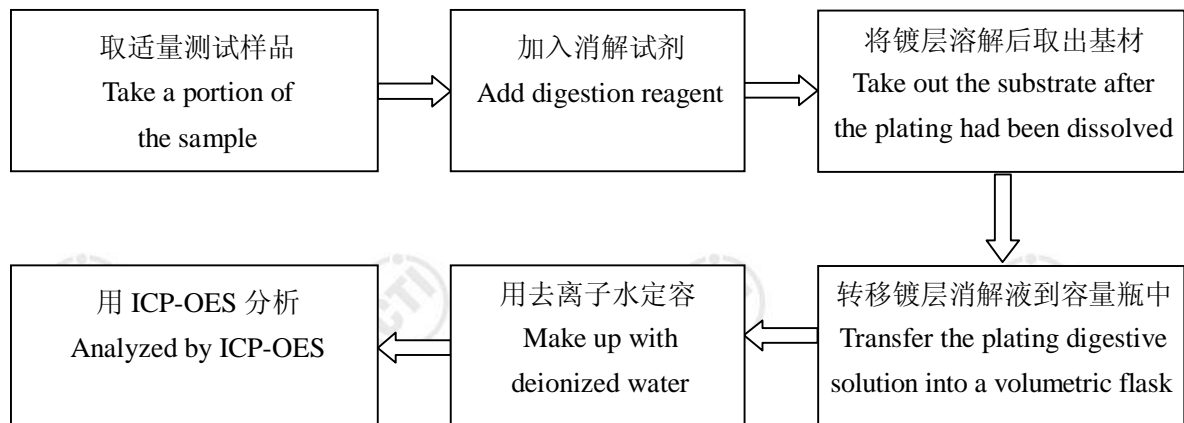 取适量测试样品
Take a portion of
the sample
加入消解试剂
Add digestion reagent
将镀层溶解后取出基材
Take out the substrate after
the plating had been dissolved
转移镀层消解液到容量瓶中
Transfer the plating digestive
solution into a volumetric flask
用去离子水定容
Make up with
deionized water
用 ICP-OES 分析
Analyzed by ICP-OES
CTI